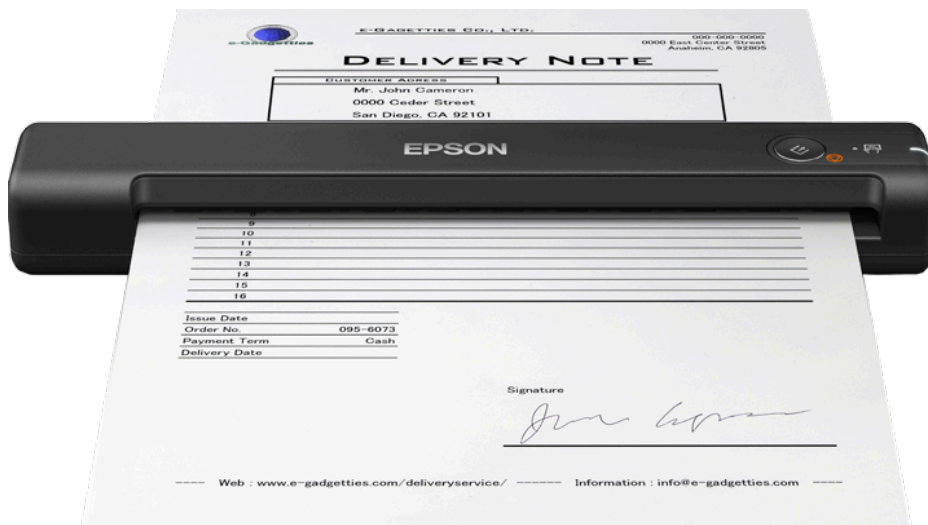 e-Gadgetties
E-GADGETTIES CO., LTD.
000-000-0000
0000 East Center Street
Anaheim, CA 92805
DELIVERY NOTE
CUSTOMER ADRESS
Mr. John Cameron
0000 Ceder Street
San Diego, CA 92101
EPSON
8
9
10
11
12
13
14
15
16
Issue Date
Order No. 095-6073
Payment Term Cash
Delivery Date
Signature
Web : www.e-gadgetties.com/deliveryservice/ Information : info@e-gadgetties.com